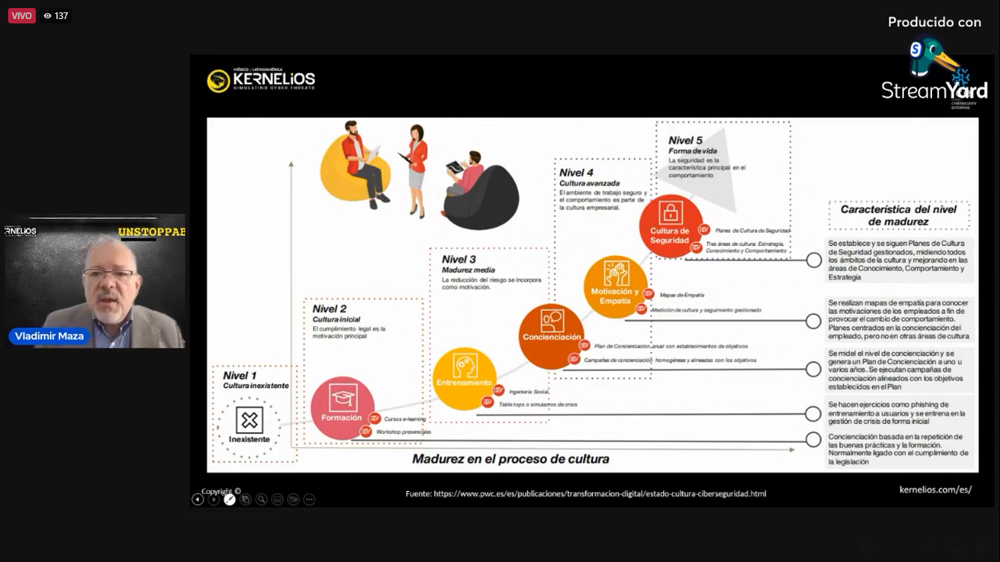 VIVO
137
Producido con
StreamYard
CYBERSECURITY
ENTERPRISE
MÉXICO | LATINOAMÉRICA
KERNELiOS
SIMULATING CYBER THREATS
Nivel 5
Forma de vida
La seguridad es la
característica principal en el
comportamiento
Nivel 4
Cultura avanzada
El ambiente de trabajo seguro y
el comportamiento es parte de
la cultura empresarial.
Cultura de
Seguridad
Planes de Cultura de Seguridad
Tres áreas de cultura: Estrategia,
Conocimiento y Comportamiento
Nivel 3
Madurez media
La reducción del riesgo se incorpora
como motivación.
Motivación y
Empatía
Mapas de Empatía
Medición de cultura y seguimiento gestionado
Nivel 2
Cultura inicial
El cumplimiento legal es la
motivación principal
Concienciación
Plan de Concienciación anual con establecimientos de objetivos
Campañas de concienciación homogéneas y alineadas con los objetivos
Nivel 1
Cultura inexistente
Inexistente
Entrenamiento
Ingeniería Social
Table tops o simulacros de crisis
Formación
Cursos e-learning
Workshop presenciales
Madurez en el proceso de cultura
Característica del nivel
de madurez
Se establece y se siguen Planes de Cultura
de Seguridad gestionados, midiendo todos
los ámbitos de la cultura y mejorando en las
áreas de Conocimiento, Comportamiento y
Estrategia
Se realizan mapas de empatía para conocer
las motivaciones de los empleados a fin de
provocar el cambio de comportamiento.
Planes centrados en la concienciación del
empleado, pero no en otras áreas de cultura
Se midel el nivel de concienciación y se
genera un Plan de Concienciación a uno u
varios años. Se ejecutan campañas de
concienciación alineados con los objetivos
establecidos en el Plan
Se hacen ejercicios como phishing de
entrenamiento a usuarios y se entrena en la
gestión de crisis de forma inicial
Concienciación basada en la repetición de
las buenas prácticas y la formación.
Normalmente ligado con el cumplimiento de
la legislación
ERNELiOS
UNSTOPPAB
Vladimir Maza
Copyright ©
Fuente: https://www.pwc.es/es/publicaciones/transformacion-digital/estado-cultura-ciberseguridad.html
kernelios.com/es/